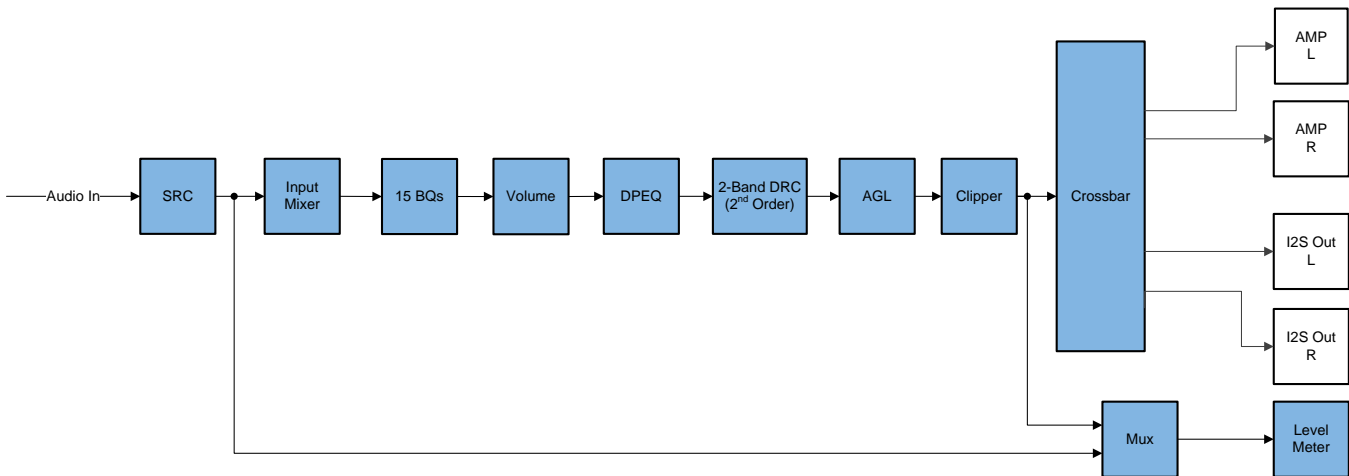 Audio In
SRC
Input
Mixer
15 BQs
Volume
DPEQ
2-Band DRC
(2nd Order)
AGL
Clipper
Crossbar
AMP
L
AMP
R
I2S Out
L
I2S Out
R
Mux
Level
Meter